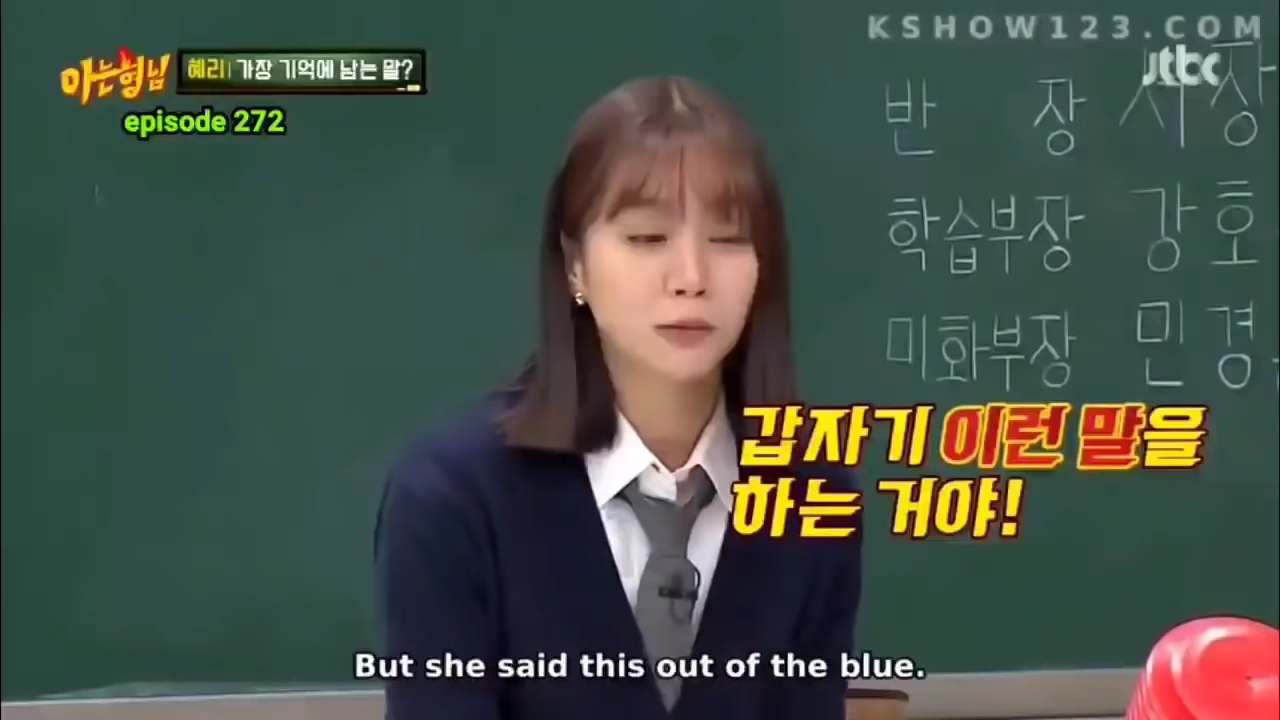 KSHOW123.COM
아는형님
혜리 | 가장 기억에 남는 말?
jtbc
episode 272
반 장
학습부장 강호
미화부장 민경
갑자기 이런 말을
하는 거야!
But she said this out of the blue.